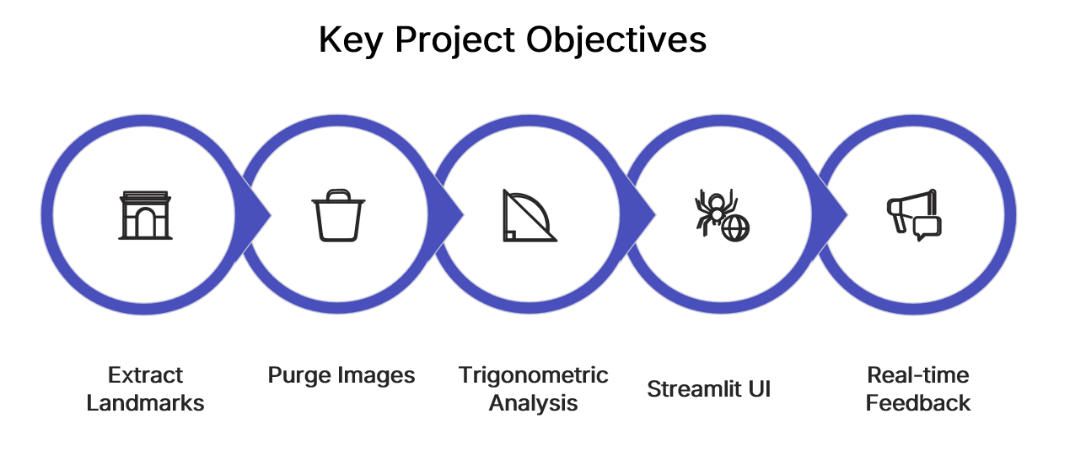 Key Project Objectives
Extract
Landmarks
Purge Images
Trigonometric
Analysis
Streamlit UI
Real-time
Feedback